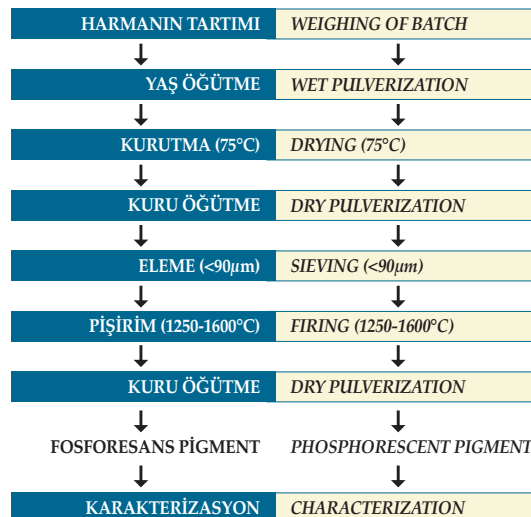 HARMANIN TARTIMI WEIGHING OF BATCH
YAŞ ÖĞÜTME WET PULVERIZATION
KURUTMA (75°C) DRYING (75°C)
KURU ÖĞÜTME DRY PULVERIZATION
ELEME (<90µm) SIEVING (<90µm)
PİŞİRİM (1250-1600°C) FIRING (1250-1600°C)
KURU ÖĞÜTME DRY PULVERIZATION
FOSFORESANS PİGMENT PHOSPHORESCENT PIGMENT
KARAKTERİZASYON CHARACTERIZATION